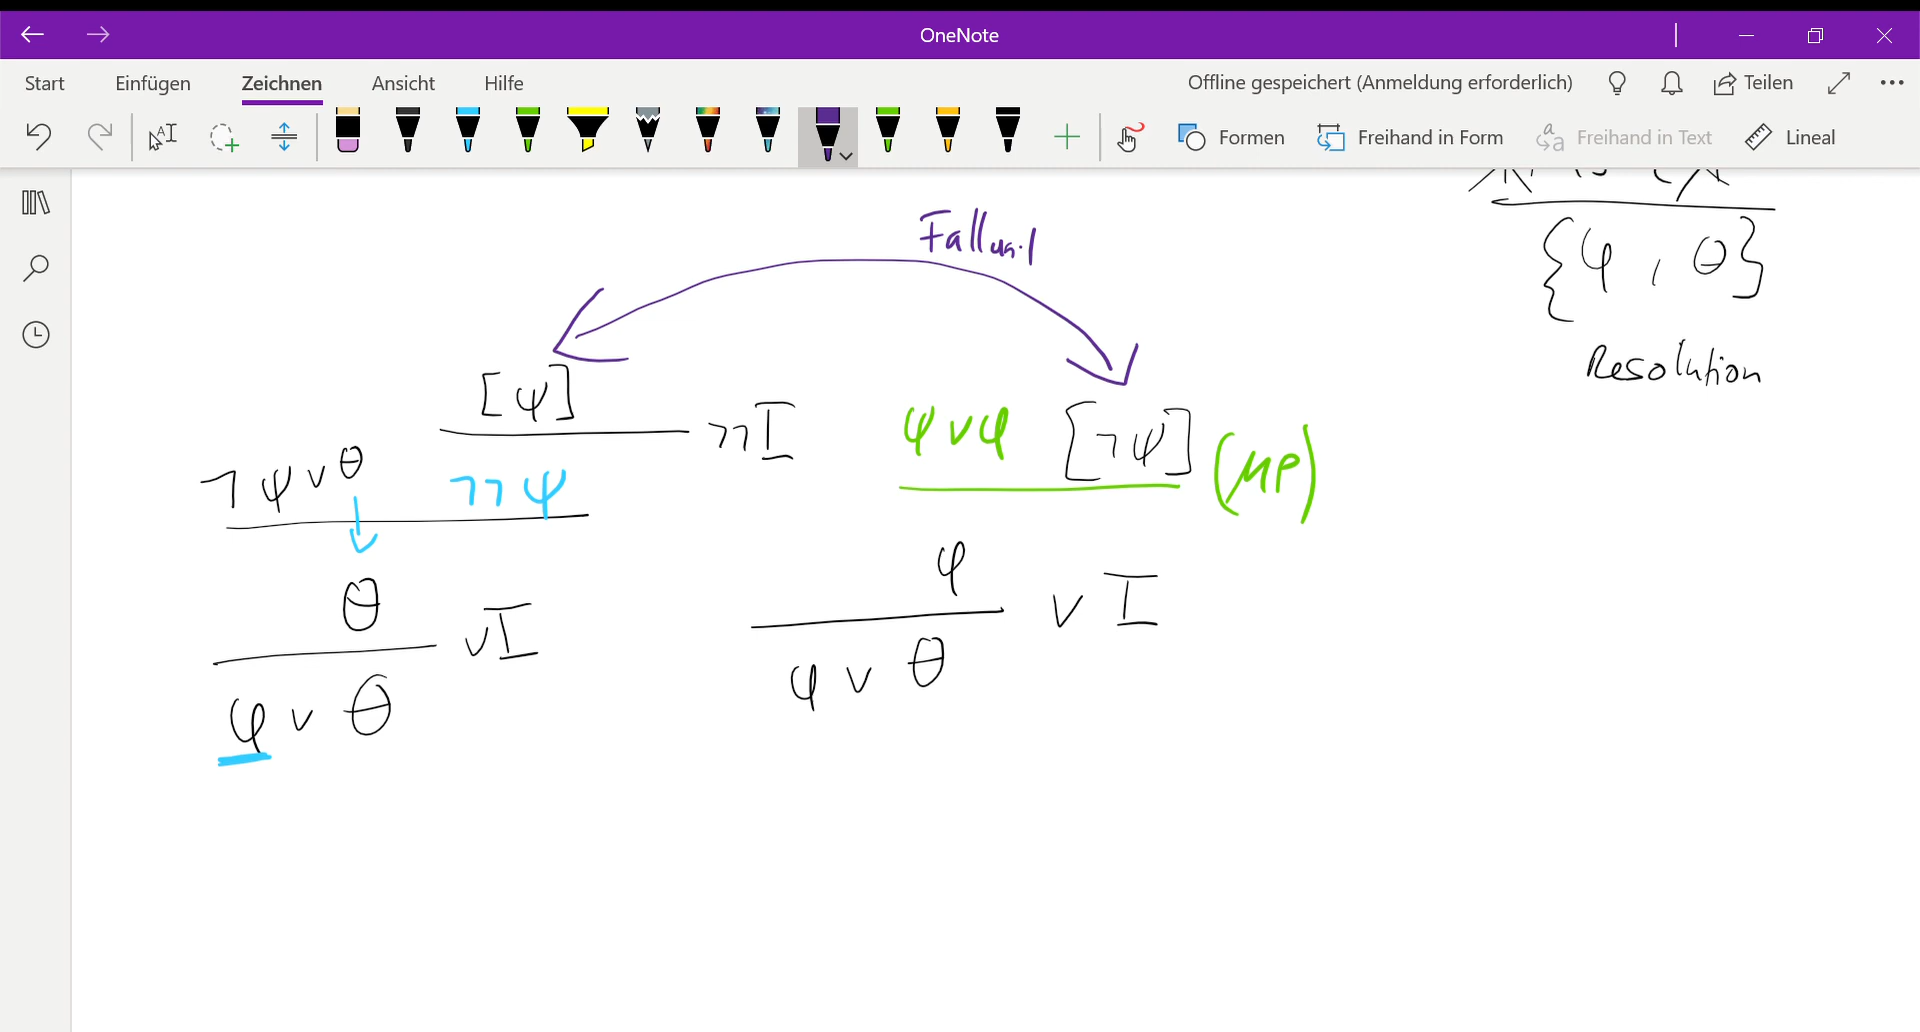 OneNote
Start Einfügen Zeichnen Ansicht Hilfe
Offline gespeichert (Anmeldung erforderlich) Teilen
Formen Freihand in Form Freihand in Text Lineal
{φ, θ}
Resolution
[ψ]
¬¬I
¬ψ ∨ θ ¬¬ψ
θ
∨I
φ ∨ θ
φ ∨ φ [¬ψ] (MP)
φ
∨ I
φ ∨ θ